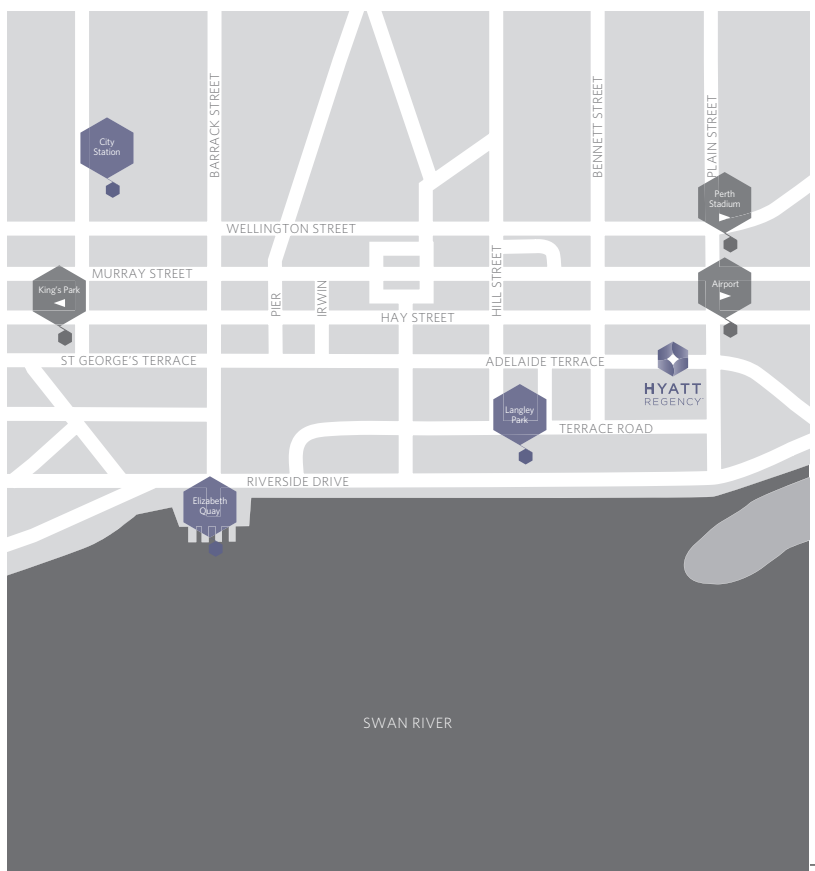 BARRACK STREET
BENNETT STREET
PLAIN STREET
City
Station
Perth
Stadium
WELLINGTON STREET
HILL STREET
MURRAY STREET
King's Park
PIER
IRWIN
Airport
HAY STREET
ST GEORGE'S TERRACE
ADELAIDE TERRACE
HYATT
REGENCY
Langley
Park
TERRACE ROAD
RIVERSIDE DRIVE
Elizabeth
Quay
SWAN RIVER